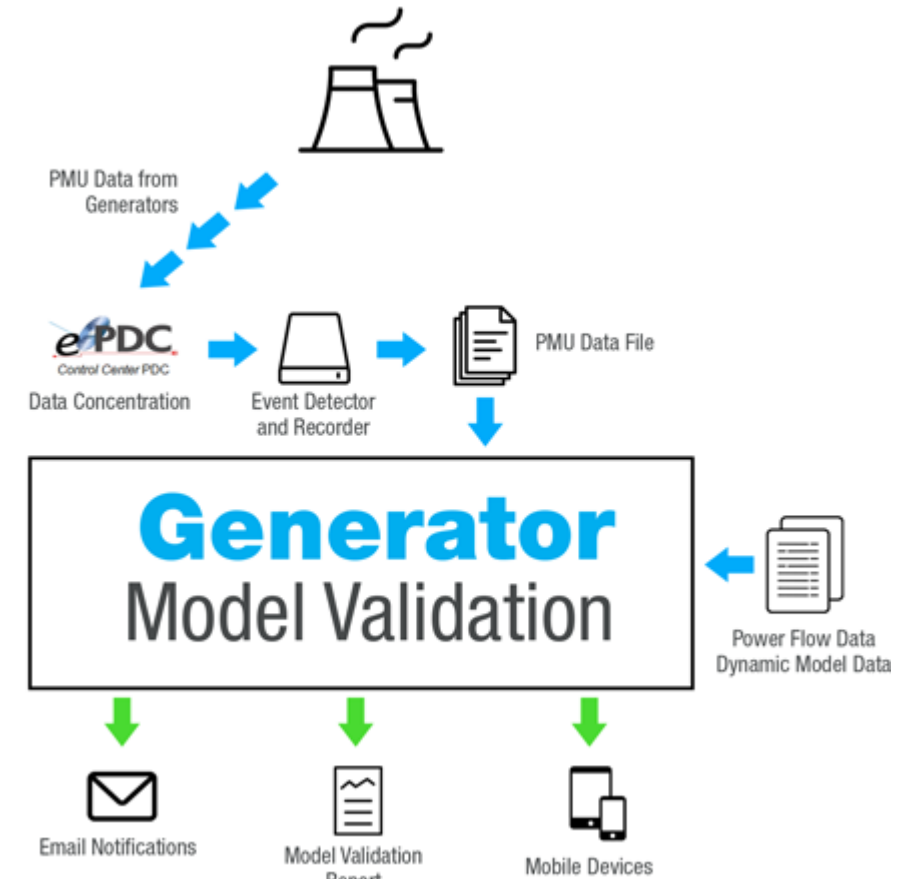 PMU Data from
Generators
ePDC
Control Center PDC
Data Concentration
Event Detector
and Recorder
PMU Data File
Generator
Model Validation
Power Flow Data
Dynamic Model Data
Email Notifications
Model Validation
Report
Mobile Devices